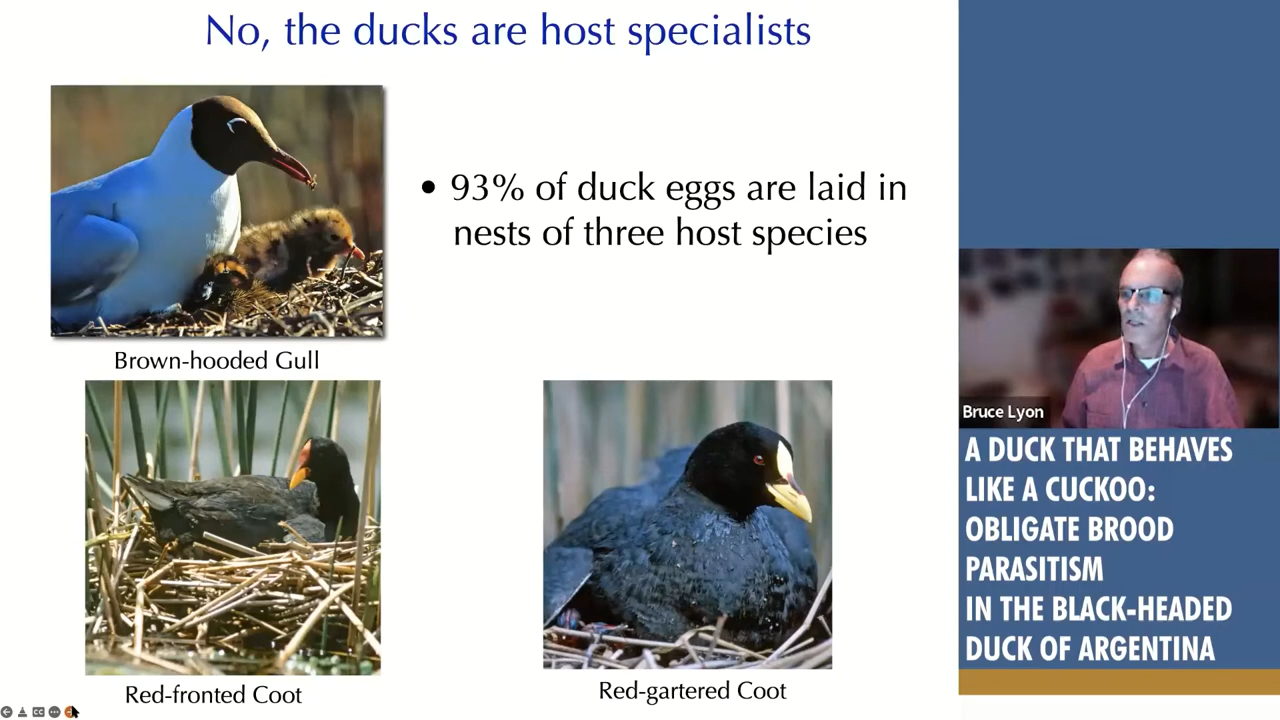 No, the ducks are host specialists
• 93% of duck eggs are laid in
nests of three host species
Brown-hooded Gull
Red-fronted Coot
Red-gartered Coot
Bruce Lyon
A DUCK THAT BEHAVES
LIKE A CUCKOO:
OBLIGATE BROOD
PARASITISM
IN THE BLACK-HEADED
DUCK OF ARGENTINA